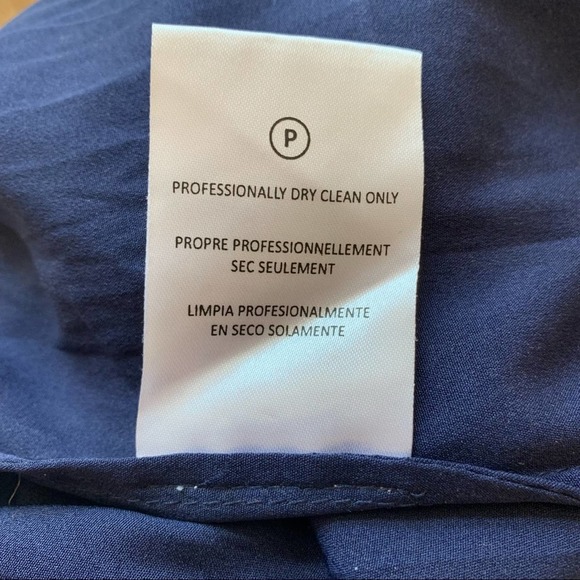 P
PROFESSIONALLY DRY CLEAN ONLY
PROPRE PROFESSIONNELLEMENT
SEC SEULEMENT
LIMPIA PROFESIONALMENTE
EN SECO SOLAMENTE